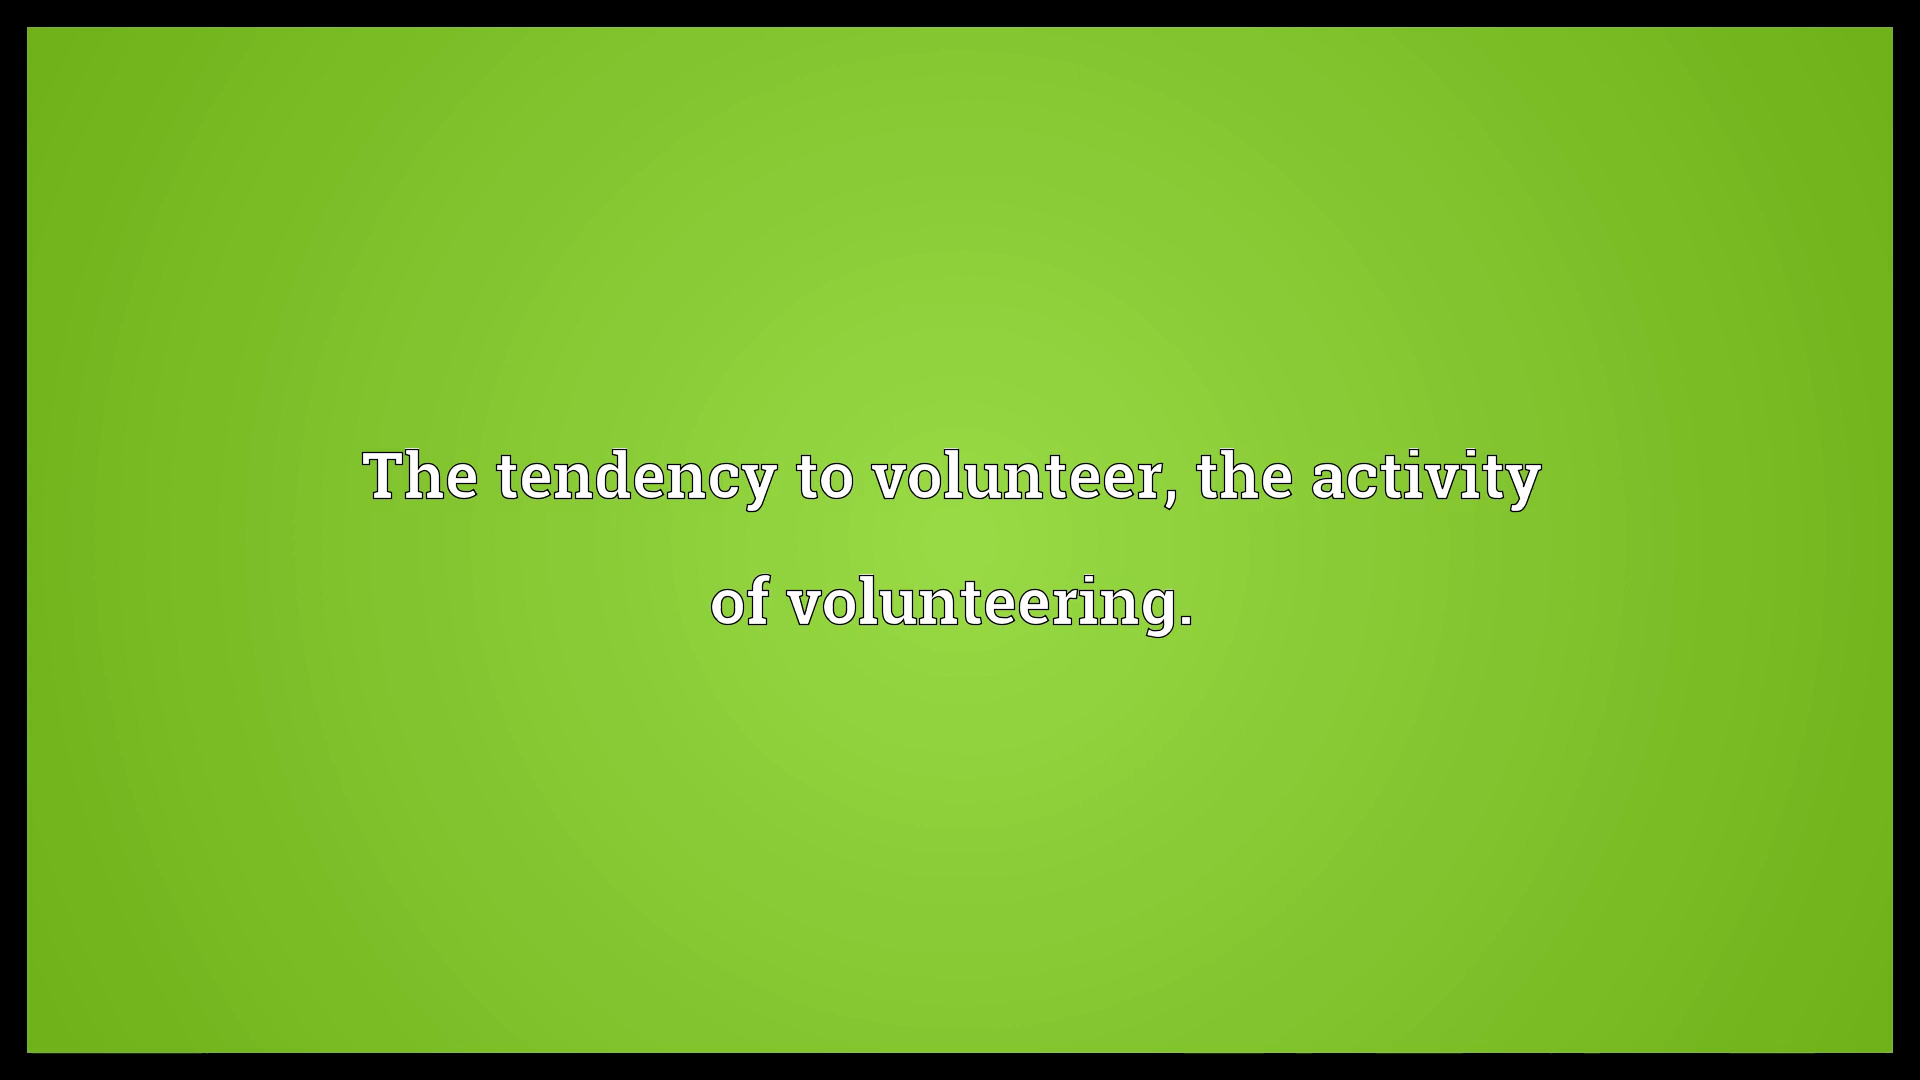 The tendency to volunteer, the activity
of volunteering.